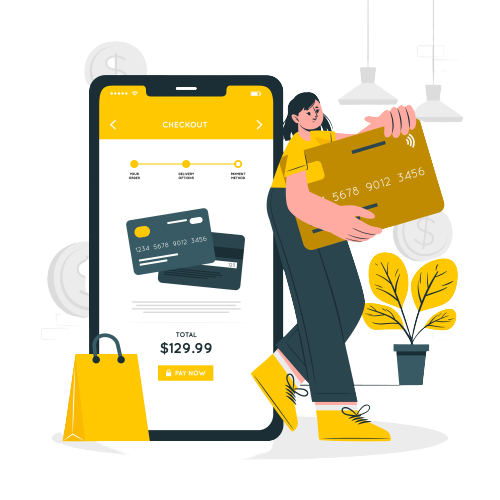 CHECKOUT
YOUR ORDER
DELIVERY OPTIONS
PAYMENT METHOD
1234 5678 9012 3456
123
TOTAL
$129.99
PAY NOW
5678 9012 3456
$
$
$